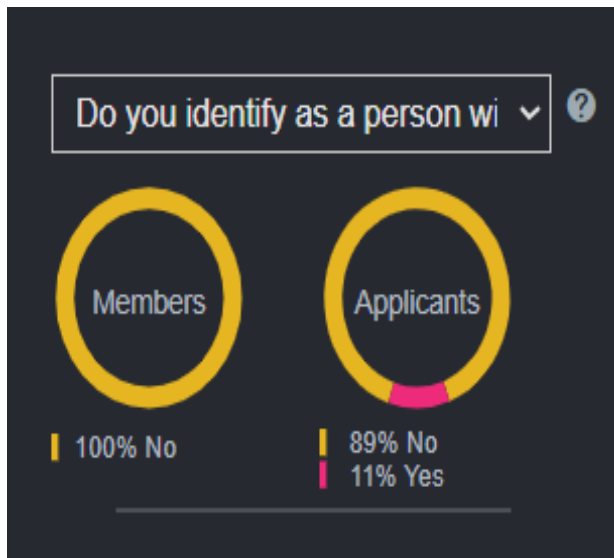 Do you identify as a person wi
?
Members
Applicants
100% No
89% No
11% Yes